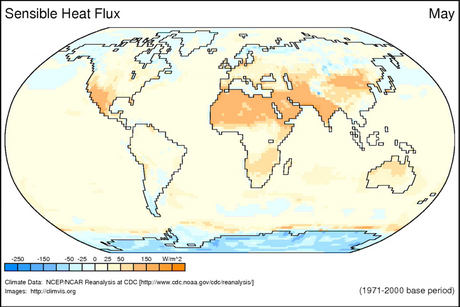 Sensible Heat Flux
May
-250 -150 -50 0 25 50 150 W/m^2
Climate Data: NCEP/NCAR Reanalysis at CDC [http://www.cdc.noaa.gov/cdc/reanalysis/]
Images: http://climvis.org
(1971-2000 base period)